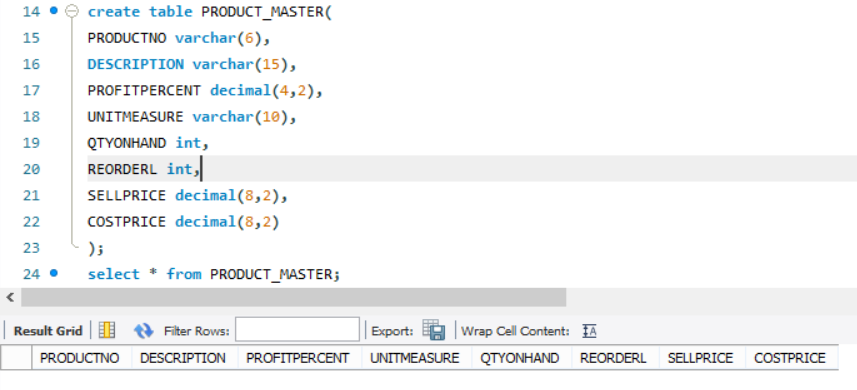 14 create table PRODUCT_MASTER(
15 PRODUCTNO varchar(6),
16 DESCRIPTION varchar(15),
17 PROFITPERCENT decimal(4,2),
18 UNITMEASURE varchar(10),
19 QTYONHAND int,
20 REORDERL int,
21 SELLPRICE decimal(8,2),
22 COSTPRICE decimal(8,2)
23 );
24 select * from PRODUCT_MASTER;
Result Grid Filter Rows: Export: Wrap Cell Content: IA
PRODUCTNO DESCRIPTION PROFITPERCENT UNITMEASURE QTYONHAND REORDERL SELLPRICE COSTPRICE